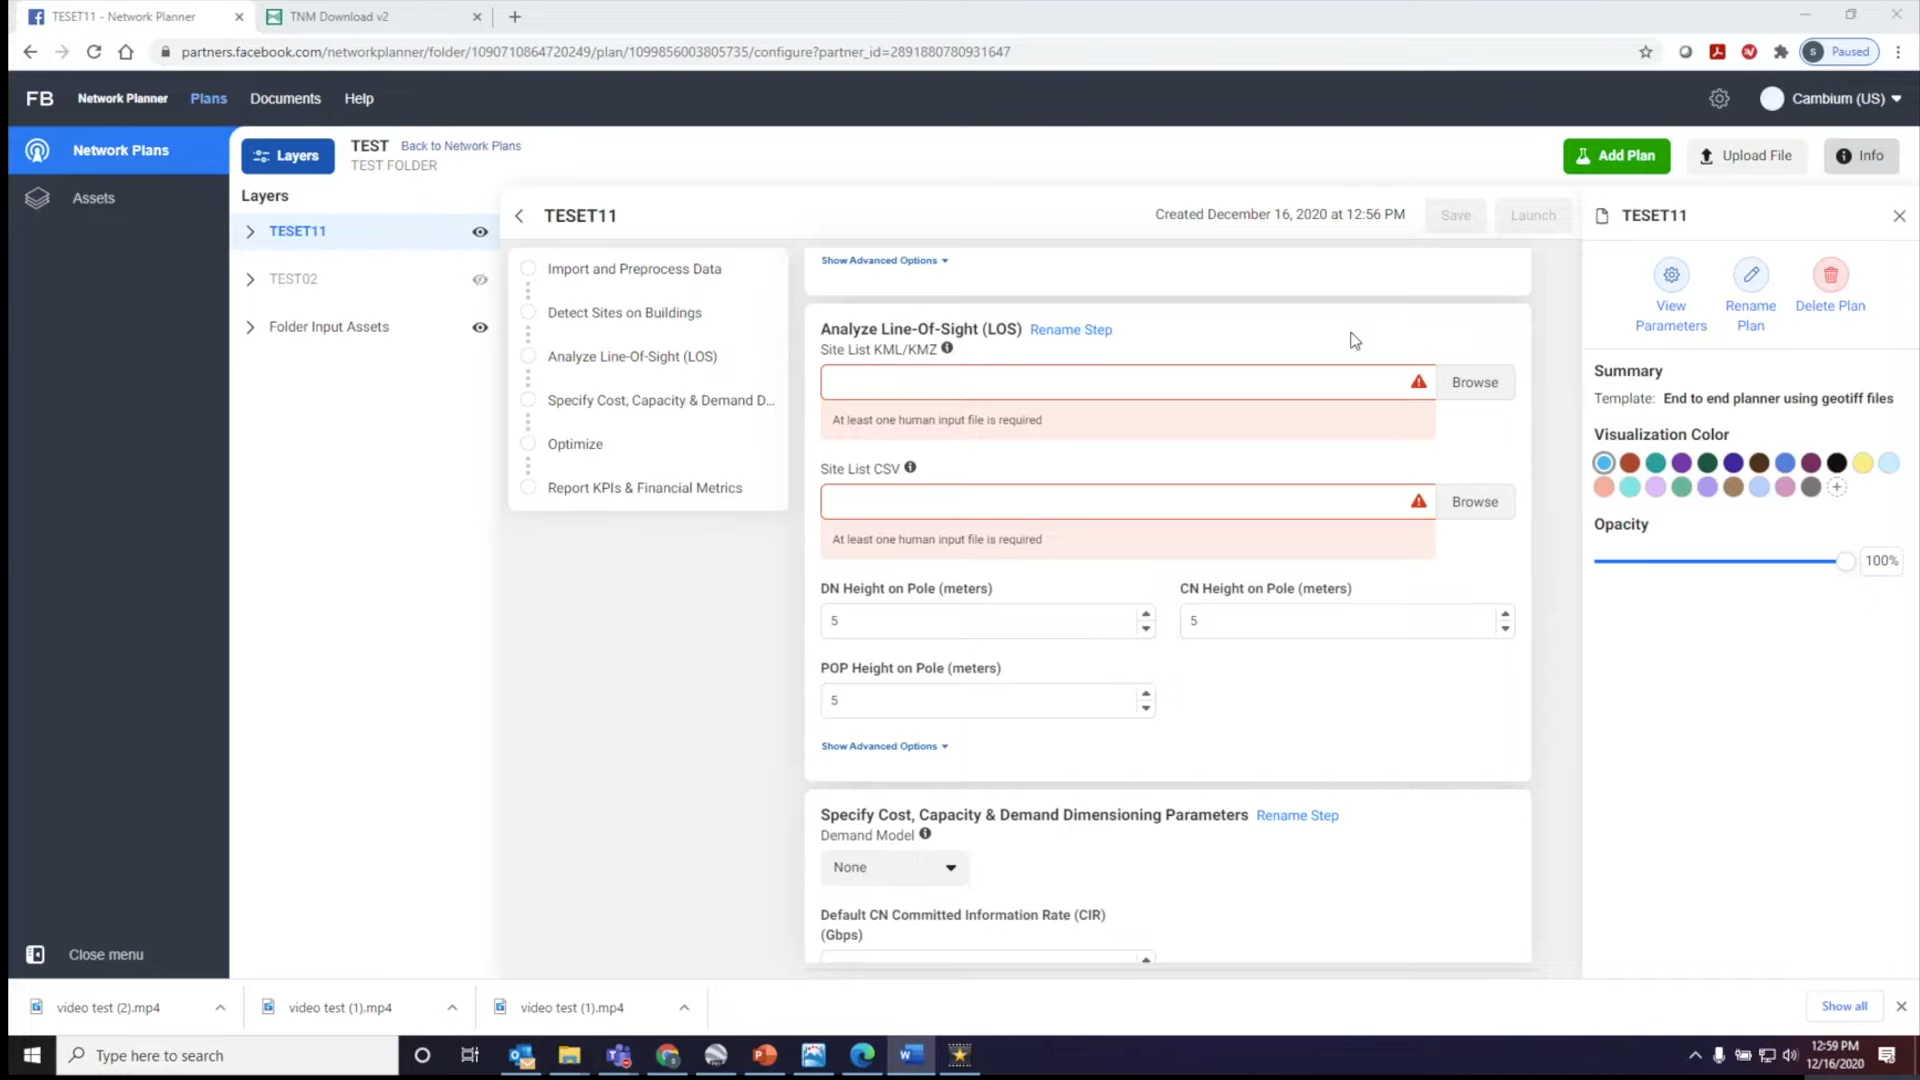 TESET11 - Network Planner
TNM Download v2
partners.facebook.com/networkplanner/folder/1090710864720249/plan/1099856003805735/configure?partner_id=2891880780931647
S Paused
FB Network Planner Plans Documents Help
Cambium (US)
Network Plans
Assets
Close menu
Layers
TEST Back to Network Plans
TEST FOLDER
Add Plan
Upload File
Info
Layers
TESET11
TEST02
Folder Input Assets
TESET11
Created December 16, 2020 at 12:56 PM
Save
Launch
Import and Preprocess Data
Detect Sites on Buildings
Analyze Line-Of-Sight (LOS)
Specify Cost, Capacity & Demand D...
Optimize
Report KPIs & Financial Metrics
Show Advanced Options
Analyze Line-Of-Sight (LOS) Rename Step
Site List KML/KMZ
Browse
At least one human input file is required
Site List CSV
Browse
At least one human input file is required
DN Height on Pole (meters)
5
CN Height on Pole (meters)
5
POP Height on Pole (meters)
5
Show Advanced Options
Specify Cost, Capacity & Demand Dimensioning Parameters Rename Step
Demand Model
None
Default CN Committed Information Rate (CIR)
(Gbps)
TESET11
View
Parameters
Rename
Plan
Delete Plan
Summary
Template: End to end planner using geotiff files
Visualization Color
Opacity
100%
video test (2).mp4
video test (1).mp4
video test (1).mp4
Show all
Type here to search
12:59 PM
12/16/2020